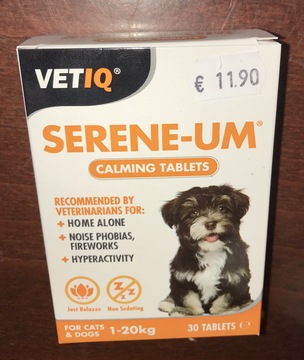 VETIQ®
€ 11.90
SERENE-UM®
CALMING TABLETS
RECOMMENDED BY
VETERINARIANS FOR:
+ HOME ALONE
+ NOISE PHOBIAS,
FIREWORKS
+ HYPERACTIVITY
Just Relaxes
Non Sedating
FOR CATS
& DOGS
1-20kg
30 TABLETS ℮